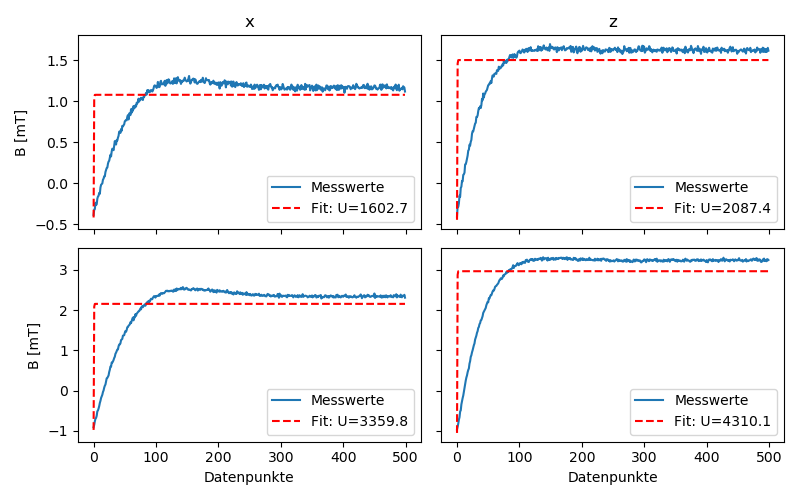 x
z
B [mT]
1.5
1.0
0.5
0.0
−0.5
Messwerte
Fit: U=1602.7
Messwerte
Fit: U=2087.4
B [mT]
3
2
1
0
−1
Messwerte
Fit: U=3359.8
Messwerte
Fit: U=4310.1
0 100 200 300 400 500
0 100 200 300 400 500
Datenpunkte
Datenpunkte